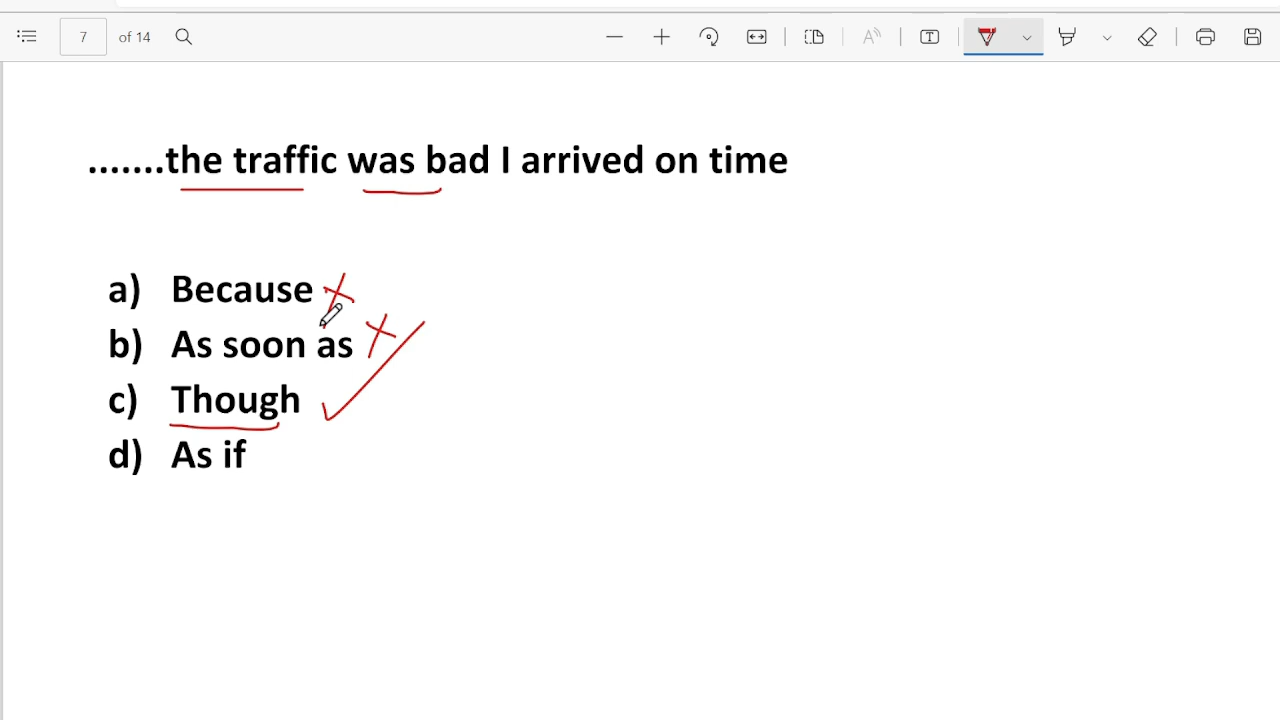 7 of 14
.......the traffic was bad I arrived on time
a) Because
b) As soon as
c) Though
d) As if